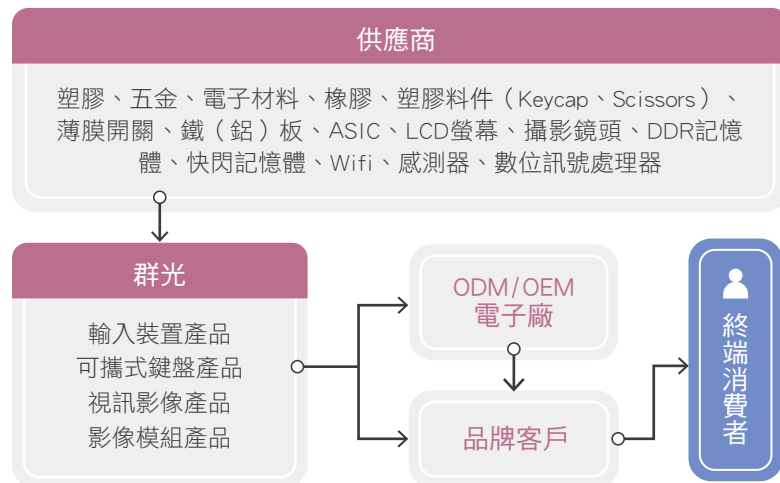 供應商
塑膠、五金、電子材料、橡膠、塑膠料件（Keycap、Scissors）、
薄膜開關、鐵（鋁）板、ASIC、LCD螢幕、攝影鏡頭、DDR記憶
體、快閃記憶體、Wifi、感測器、數位訊號處理器
群光
輸入裝置產品
可攜式鍵盤產品
視訊影像產品
影像模組產品
ODM/OEM
電子廠
品牌客戶
終端消費者